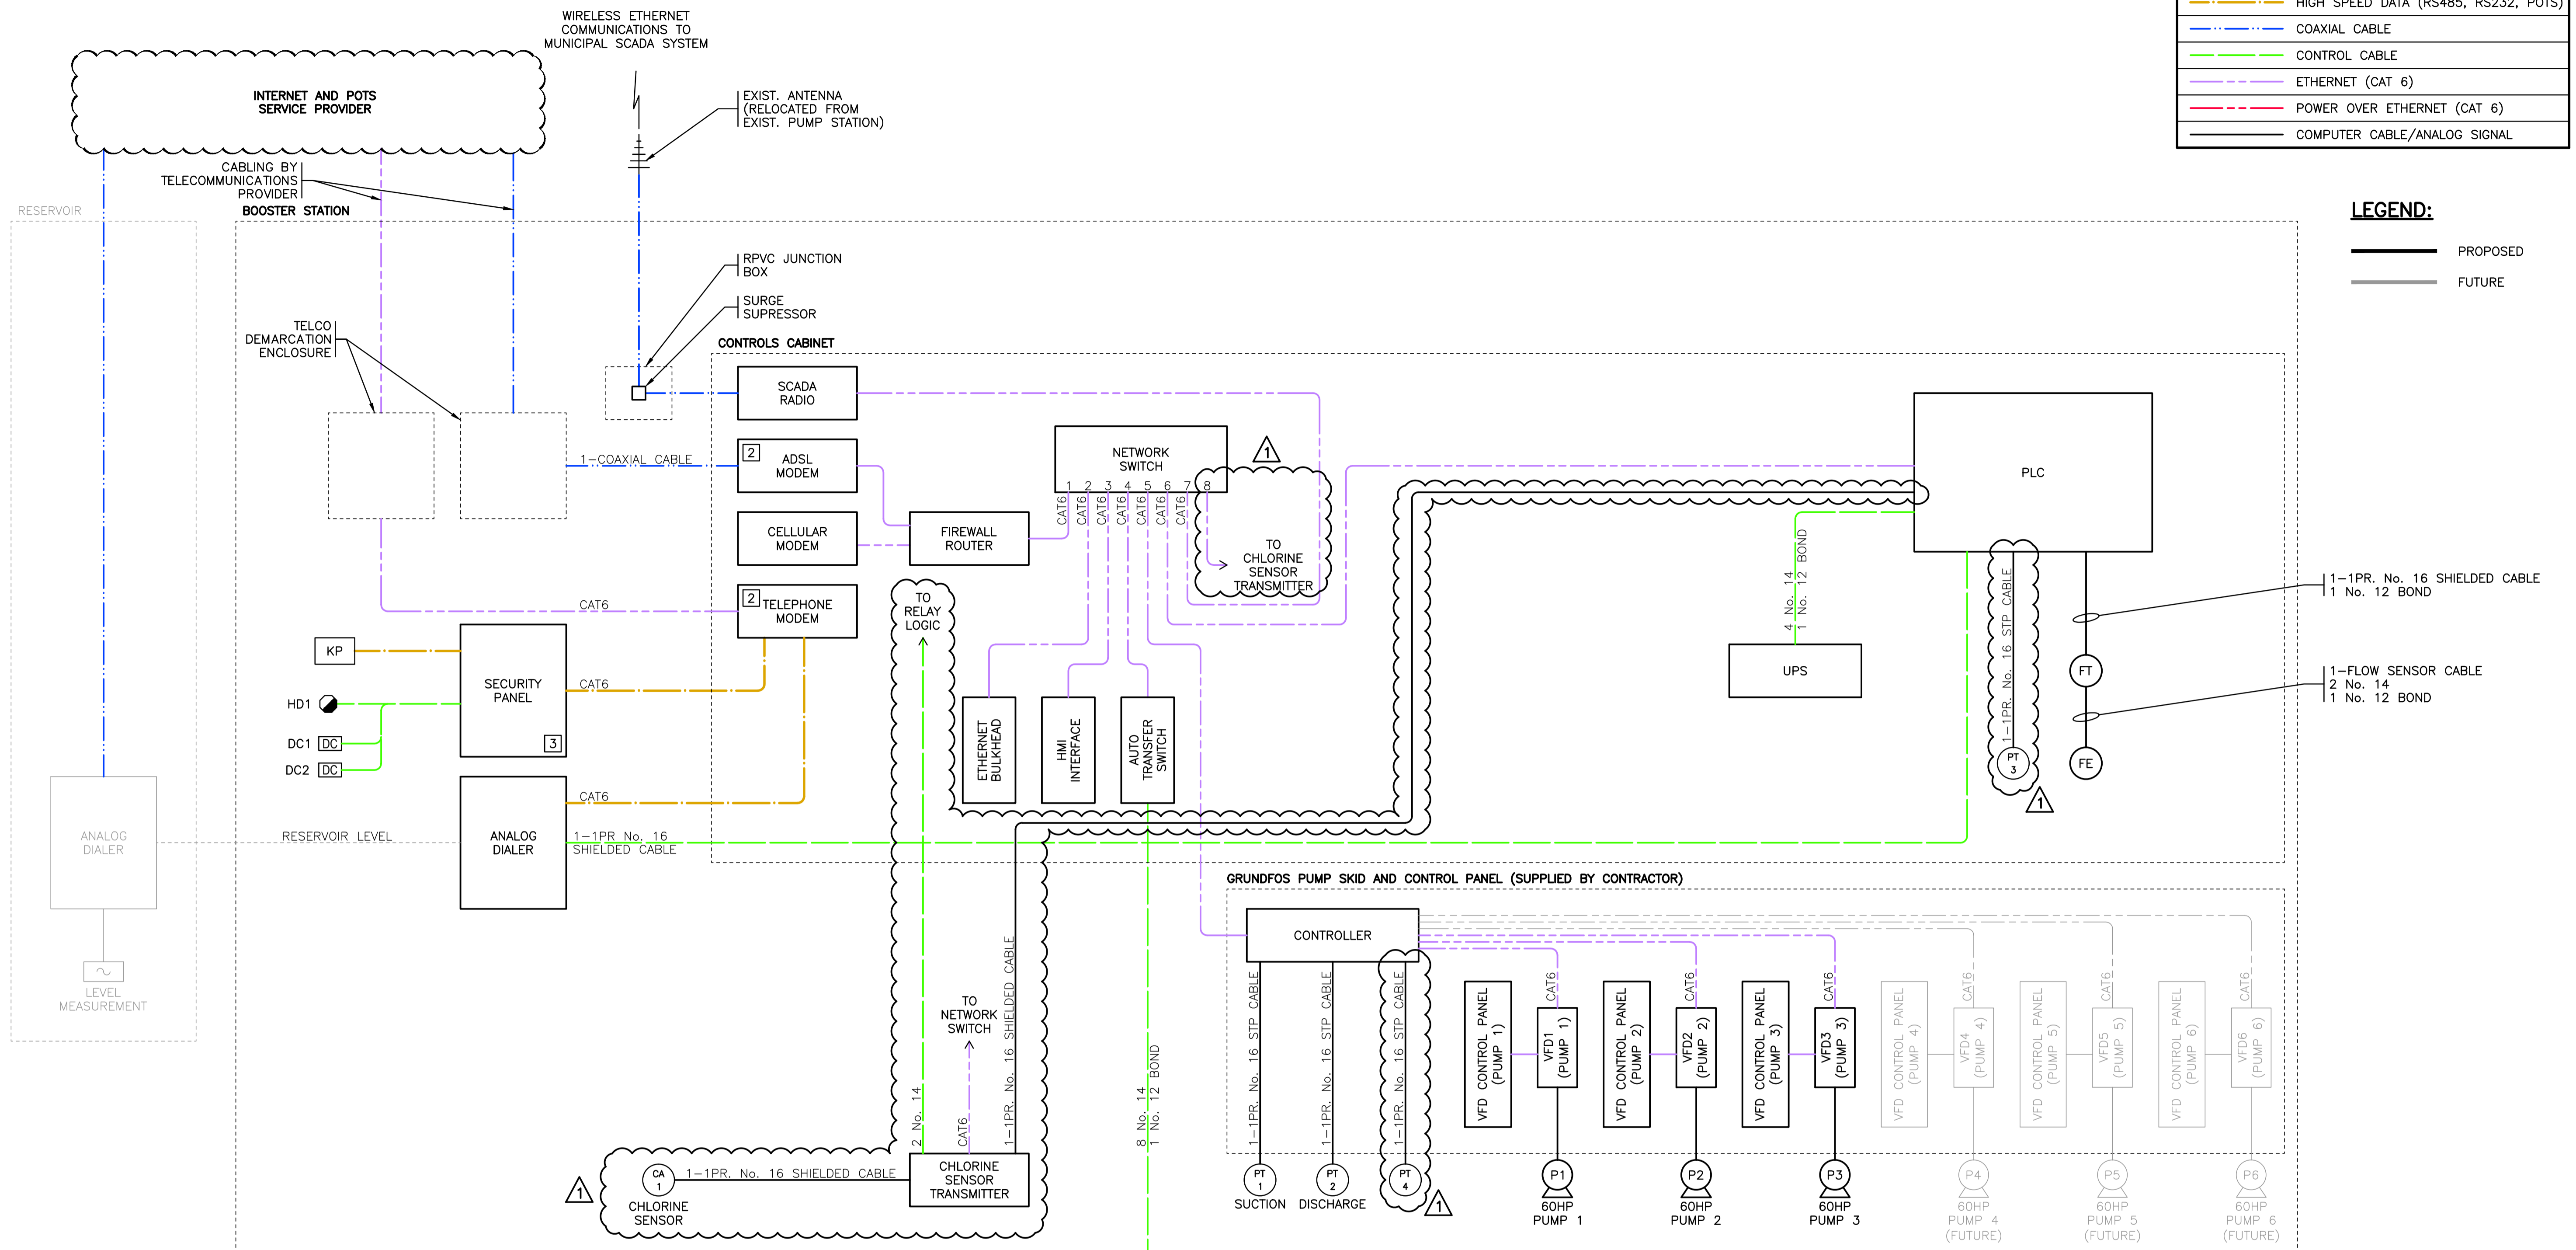 HIGH SPEED DATA (RS485, RS232, POTS)
COAXIAL CABLE
CONTROL CABLE
ETHERNET (CAT 6)
POWER OVER ETHERNET (CAT 6)
COMPUTER CABLE/ANALOG SIGNAL
LEGEND:
PROPOSED
FUTURE
WIRELESS ETHERNET
COMMUNICATIONS TO
MUNICIPAL SCADA SYSTEM
INTERNET AND POTS
SERVICE PROVIDER
EXIST. ANTENNA
(RELOCATED FROM
EXIST. PUMP STATION)
CABLING BY
TELECOMMUNICATIONS
PROVIDER
RESERVOIR
BOOSTER STATION
RPVC JUNCTION
BOX
SURGE
SUPRESSOR
TELCO
DEMARCATION
ENCLOSURE
CONTROLS CABINET
SCADA
RADIO
1-COAXIAL CABLE
2
ADSL
MODEM
CELLULAR
MODEM
FIREWALL
ROUTER
CAT6
2
TELEPHONE
MODEM
NETWORK
SWITCH
1 2 3 4 5 6 7 8
CAT6
CAT6
CAT6
CAT6
CAT6
CAT6
CAT6
1
TO
CHLORINE
SENSOR
TRANSMITTER
PLC
4 No. 14
1 No. 12 BOND
UPS
1-1PR. No. 16 STP CABLE
PT
3
1
FT
FE
1-1PR. No. 16 SHIELDED CABLE
1 No. 12 BOND
1-FLOW SENSOR CABLE
2 No. 14
1 No. 12 BOND
TO
RELAY
LOGIC
KP
HD1
DC1 DC
DC2 DC
SECURITY
PANEL
3
CAT6
CAT6
ETHERNET
BULKHEAD
HMI
INTERFACE
AUTO
TRANSFER
SWITCH
ANALOG
DIALER
RESERVOIR LEVEL
ANALOG
DIALER
1-1PR No. 16
SHIELDED CABLE
LEVEL
MEASUREMENT
GRUNDFOS PUMP SKID AND CONTROL PANEL (SUPPLIED BY CONTRACTOR)
CONTROLLER
TO
NETWORK
SWITCH
2 No. 14
CAT6
1-1PR. No. 16 SHIELDED CABLE
8 No. 14
1 No. 12 BOND
1-1PR. No. 16 STP CABLE
1-1PR. No. 16 STP CABLE
1-1PR. No. 16 STP CABLE
VFD CONTROL PANEL
(PUMP 1)
CAT6
VFD1
(PUMP 1)
VFD CONTROL PANEL
(PUMP 2)
CAT6
VFD2
(PUMP 2)
VFD CONTROL PANEL
(PUMP 3)
CAT6
VFD3
(PUMP 3)
VFD CONTROL PANEL
(PUMP 4)
CAT6
VFD4
(PUMP 4)
VFD CONTROL PANEL
(PUMP 5)
CAT6
VFD5
(PUMP 5)
VFD CONTROL PANEL
(PUMP 6)
CAT6
VFD6
(PUMP 6)
1
CA
1
CHLORINE
SENSOR
1-1PR. No. 16 SHIELDED CABLE
CHLORINE
SENSOR
TRANSMITTER
PT
1
SUCTION
PT
2
DISCHARGE
PT
4
1
P1
60HP
PUMP 1
P2
60HP
PUMP 2
P3
60HP
PUMP 3
P4
60HP
PUMP 4
(FUTURE)
P5
60HP
PUMP 5
(FUTURE)
P6
60HP
PUMP 6
(FUTURE)